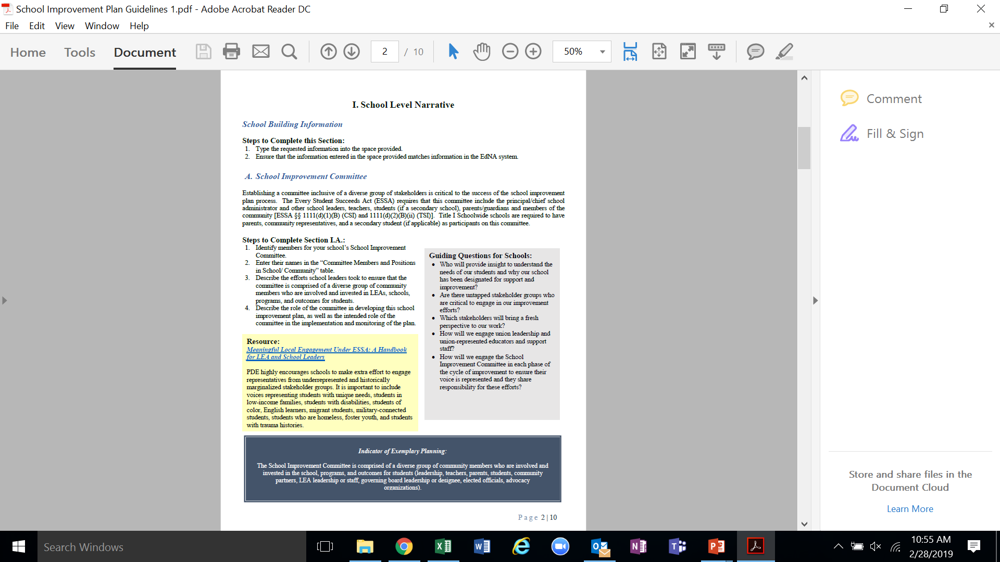 School Improvement Plan Guidelines 1.pdf - Adobe Acrobat Reader DC
File Edit View Window Help
Home Tools Document 2 / 10 50%
I. School Level Narrative
School Building Information
Steps to Complete this Section:
1. Type the requested information into the space provided.
2. Ensure that the information entered in the space provided matches information in the EdNA system.
A. School Improvement Committee
Establishing a committee inclusive of a diverse group of stakeholders is critical to the success of the school improvement
plan process. The Every Student Succeeds Act (ESSA) requires that this committee include the principal/chief school
administrator and other school leaders, teachers, students (if a secondary school), parents/guardians and members of the
community [ESSA §§ 1111(d)(1)(B) (CSI) and 1111(d)(2)(B)(ii) (TSI)]. Title I Schoolwide schools are required to have
parents, community representatives, and a secondary student (if applicable) as participants on this committee.
Steps to Complete Section I.A.:
1. Identify members for your school's School Improvement
Committee.
2. Enter their names in the “Committee Members and Positions
in School/ Community” table.
3. Describe the efforts school leaders took to ensure that the
committee is comprised of a diverse group of community
members who are involved and invested in LEAs, schools,
programs, and outcomes for students.
4. Describe the role of the committee in developing this school
improvement plan, as well as the intended role of the
committee in the implementation and monitoring of the plan.
Resource:
Meaningful Local Engagement Under ESSA: A Handbook
for LEA and School Leaders
PDE highly encourages schools to make extra effort to engage
representatives from underrepresented and historically
marginalized stakeholder groups. It is important to include
voices representing students with unique needs, students in
low-income families, students with disabilities, students of
color, English learners, migrant students, military-connected
students, students who are homeless, foster youth, and students
with trauma histories.
Guiding Questions for Schools:
• Who will provide insight to understand the
needs of our students and why our school
has been designated for support and
improvement?
• Are there untapped stakeholder groups who
are critical to engage in our improvement
efforts?
• Which stakeholders will bring a fresh
perspective to our work?
• How will we engage union leadership and
union-represented educators and support
staff?
• How will we engage the School
Improvement Committee in each phase of
the cycle of improvement to ensure their
voice is represented and they share
responsibility for these efforts?
Indicator of Exemplary Planning:
The School Improvement Committee is comprised of a diverse group of community members who are involved and
invested in the school, programs, and outcomes for students (leadership, teachers, parents, students, community
partners, LEA leadership or staff, governing board leadership or designee, elected officials, advocacy
organizations).
Page 2|10
Comment
Fill & Sign
Store and share files in the
Document Cloud
Learn More
Search Windows
10:55 AM
2/28/2019